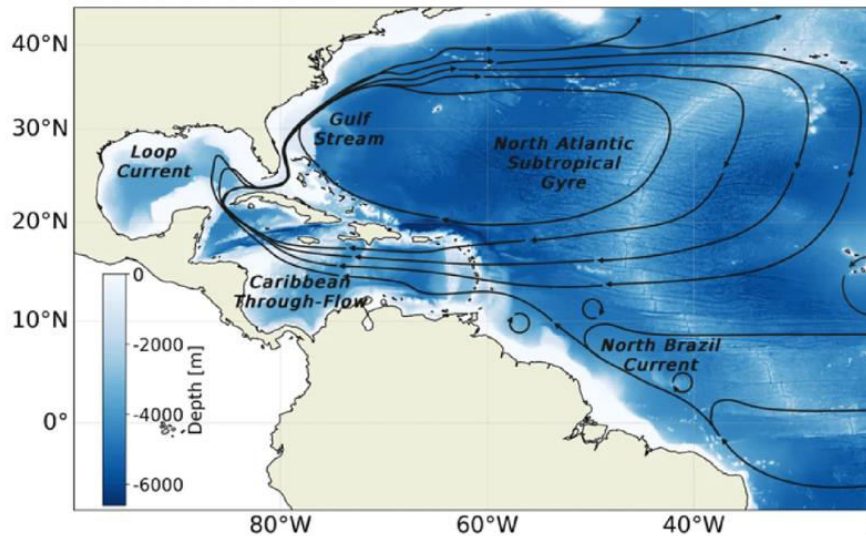 40°N
30°N
20°N
10°N
0°
80°W
60°W
40°W
Loop
Current
Gulf
Stream
North Atlantic
Subtropical
Gyre
Caribbean
Through-Flow
North Brazil
Current
0
-2000
-4000
-6000
Depth [m]